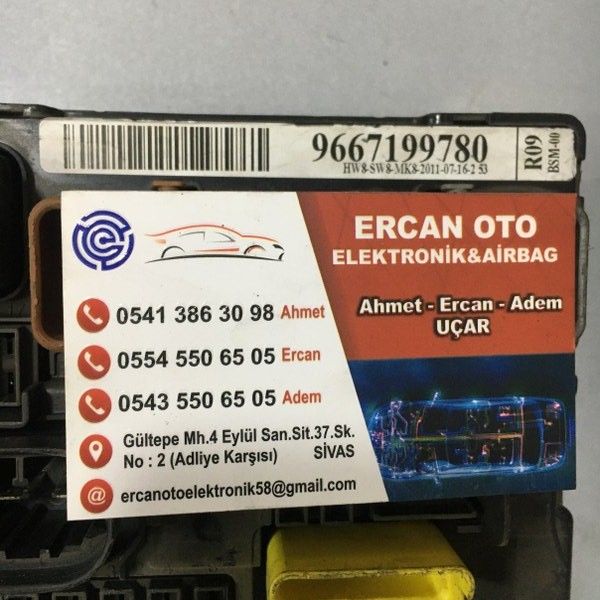 9667199780
HW8-SW8-MK8-2011-07-16-2 53
R09
BSM-00
ERCAN OTO
ELEKTRONİK&AİRBAG
Ahmet - Ercan - Adem
UÇAR
0541 386 30 98 Ahmet
0554 550 65 05 Ercan
0543 550 65 05 Adem
Gültepe Mh.4 Eylül San.Sit.37.Sk.
No : 2 (Adliye Karşısı) SİVAS
@ ercanotoelektronik58@gmail.com